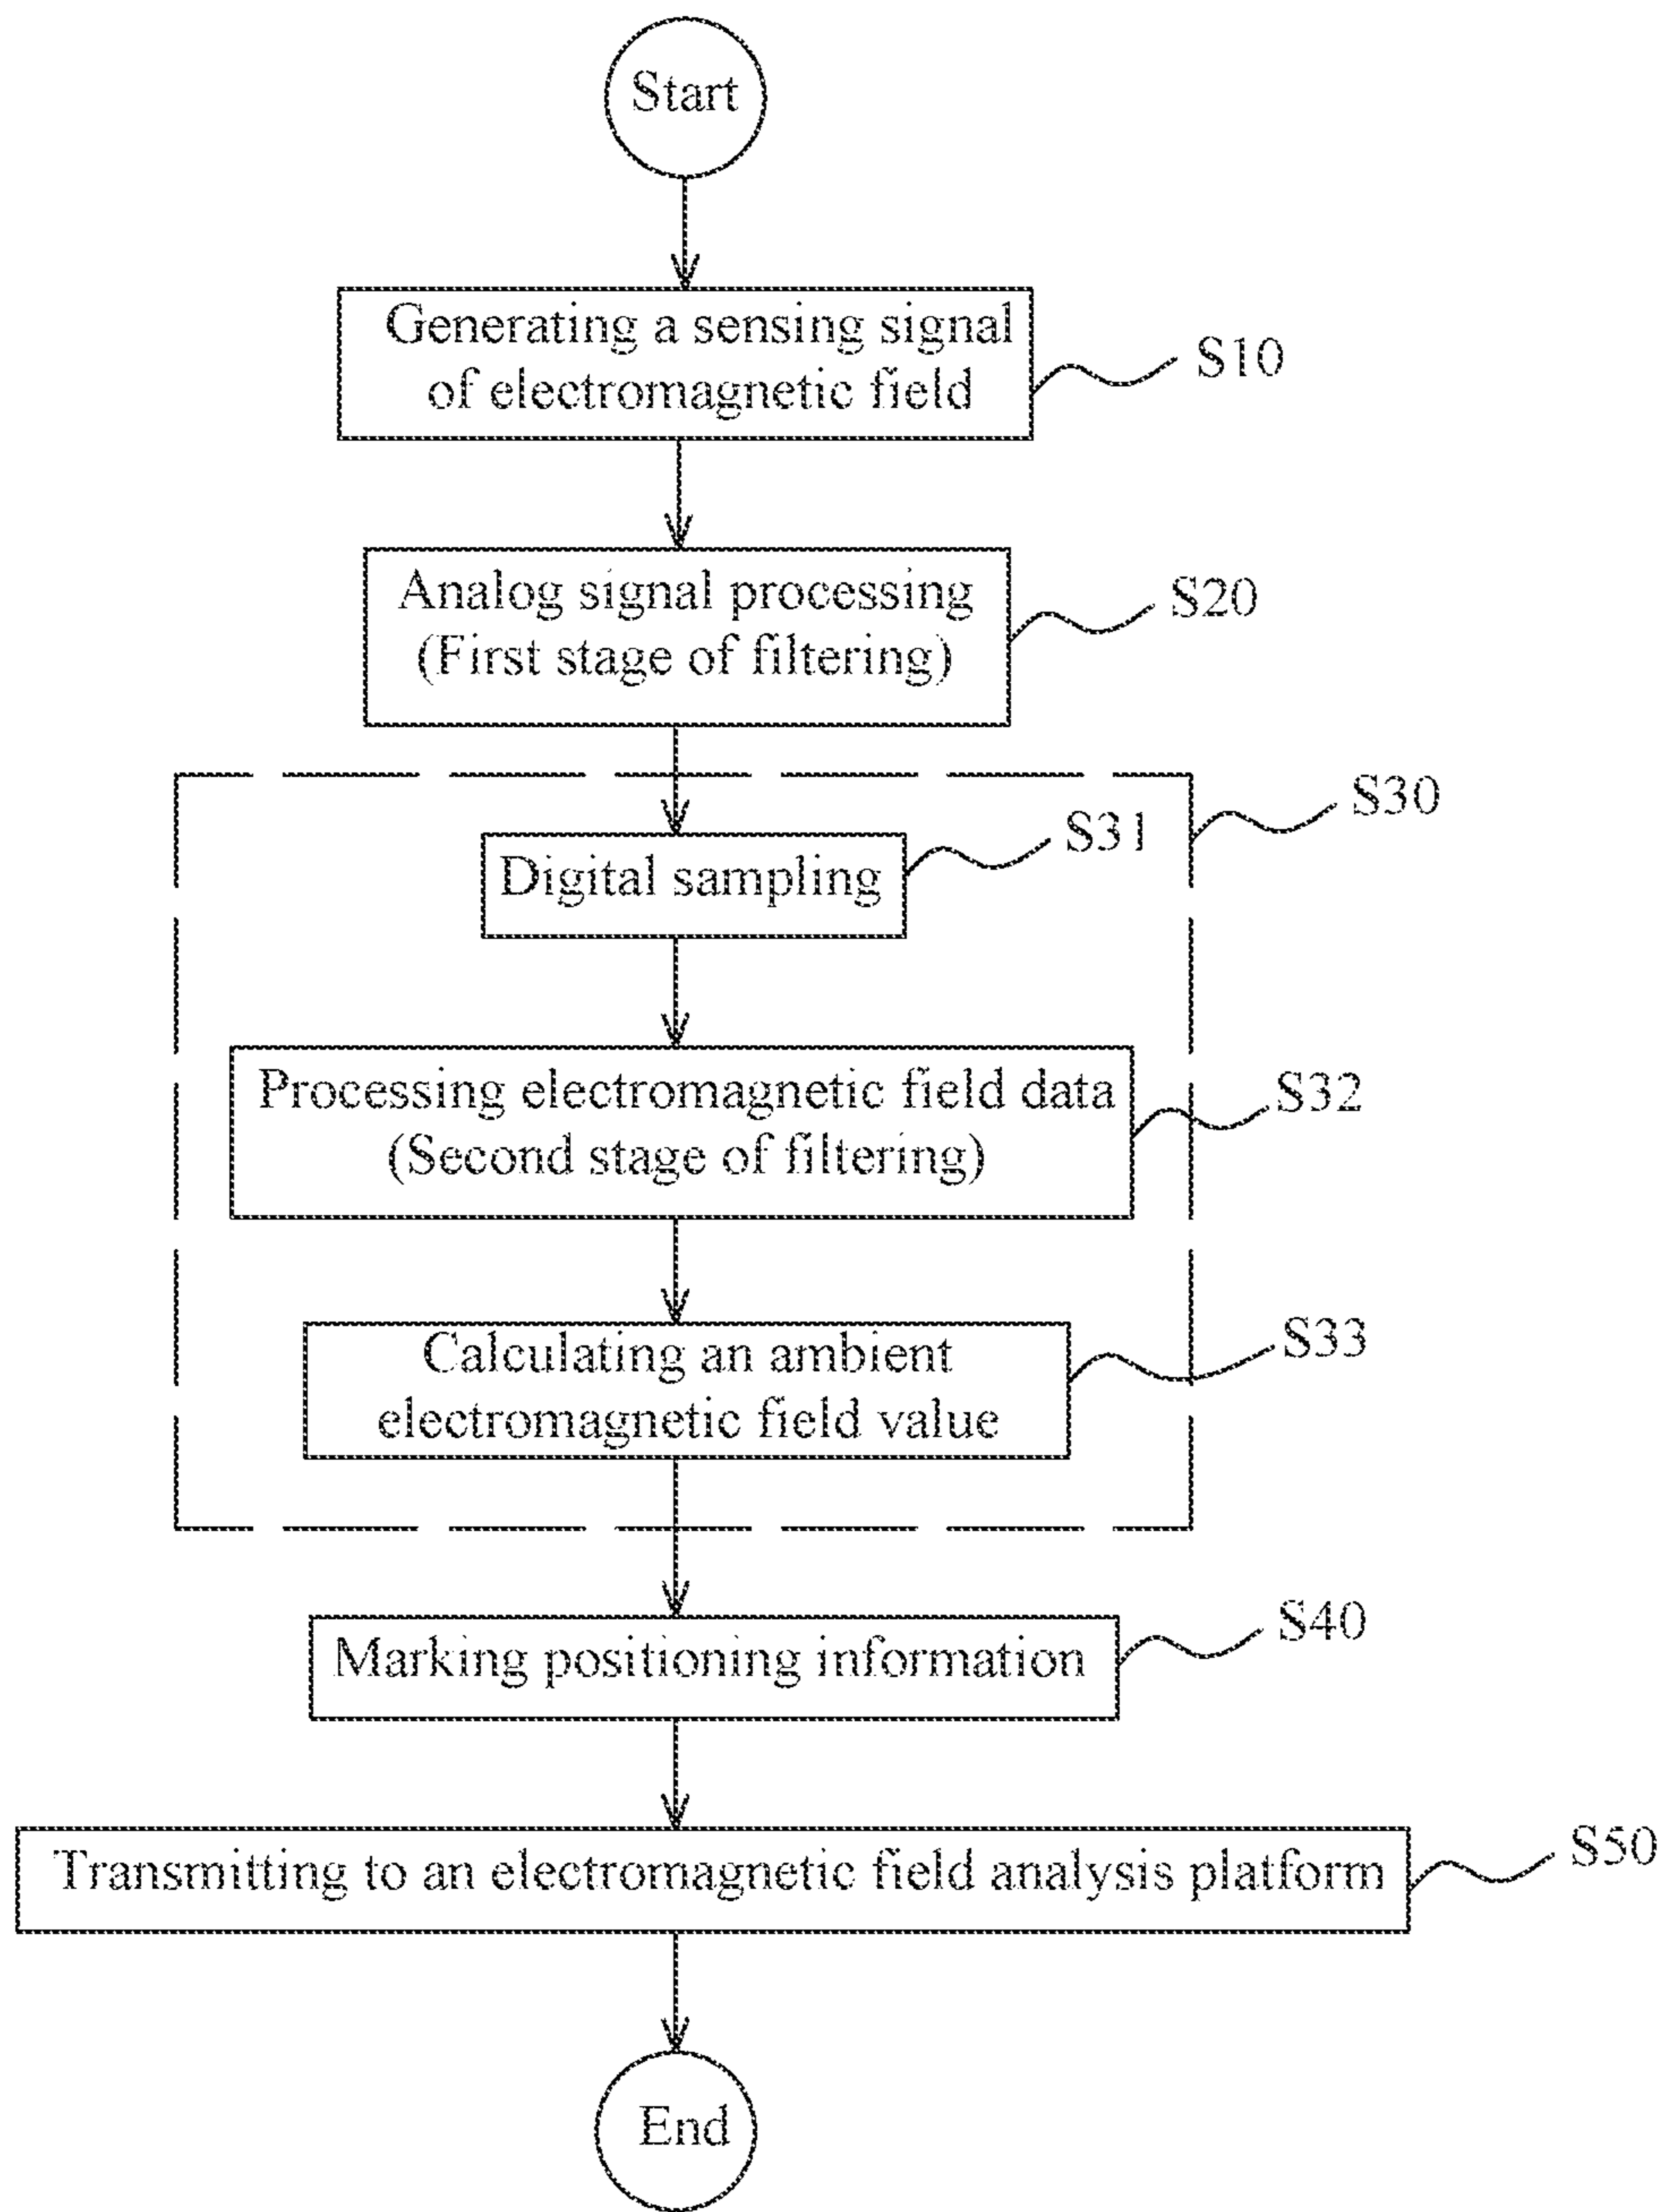 Start
Generating a sensing signal
of electromagnetic field
S10
Analog signal processing
(First stage of filtering)
S20
S30
S31
Digital sampling
Processing electromagnetic field data
(Second stage of filtering)
S32
Calculating an ambient
electromagnetic field value
S33
Marking positioning information
S40
Transmitting to an electromagnetic field analysis platform
S50
End